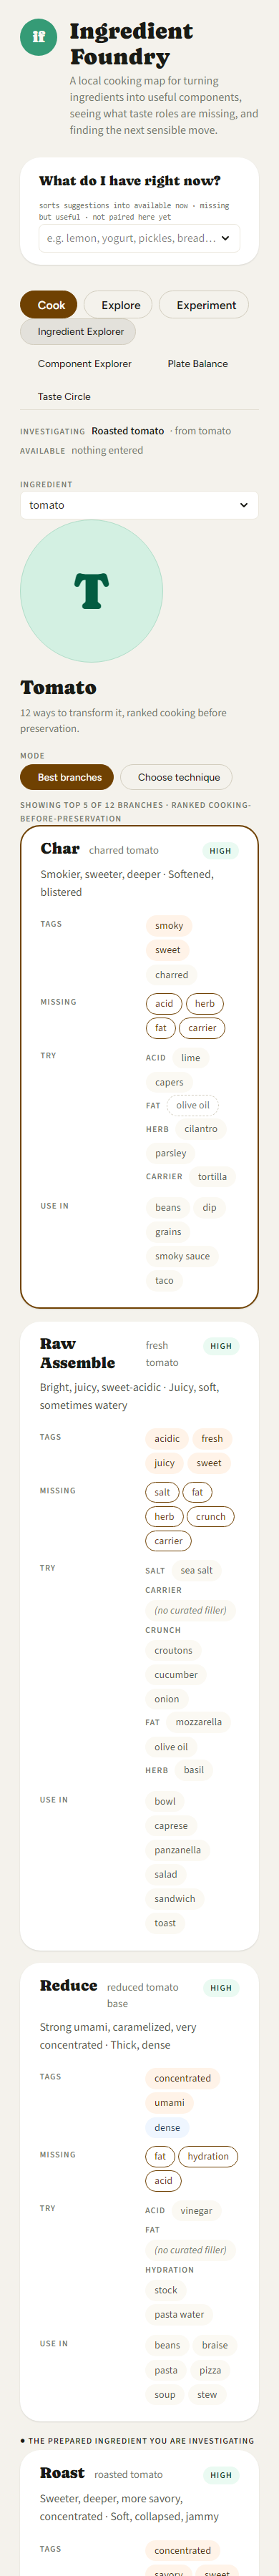 if
Ingredient
Foundry
A local cooking map for turning
ingredients into useful components,
seeing what taste roles are missing, and
finding the next sensible move.
What do I have right now?
sorts suggestions into available now · missing
but useful · not paired here yet
e.g. lemon, yogurt, pickles, bread…
Cook Explore Experiment
Ingredient Explorer
Component Explorer Plate Balance
Taste Circle
INVESTIGATING Roasted tomato · from tomato
AVAILABLE nothing entered
INGREDIENT
tomato
T
Tomato
12 ways to transform it, ranked cooking before
preservation.
MODE
Best branches Choose technique
SHOWING TOP 5 OF 12 BRANCHES · RANKED COOKING-
BEFORE-PRESERVATION
Char charred tomato HIGH
Smokier, sweeter, deeper · Softened,
blistered
TAGS smoky
sweet
charred
MISSING acid herb
fat carrier
TRY ACID lime
capers
FAT olive oil
HERB cilantro
parsley
CARRIER tortilla
USE IN beans dip
grains
smoky sauce
taco
Raw fresh HIGH
Assemble tomato
Bright, juicy, sweet-acidic · Juicy, soft,
sometimes watery
TAGS acidic fresh
juicy sweet
MISSING salt fat
herb crunch
carrier
TRY SALT sea salt
CARRIER
(no curated filler)
CRUNCH
croutons
cucumber
onion
FAT mozzarella
olive oil
HERB basil
USE IN bowl
caprese
panzanella
salad
sandwich
toast
Reduce reduced tomato HIGH
base
Strong umami, caramelized, very
concentrated · Thick, dense
TAGS concentrated
umami
dense
MISSING fat hydration
acid
TRY ACID vinegar
FAT
(no curated filler)
HYDRATION
stock
pasta water
USE IN beans braise
pasta pizza
soup stew
● THE PREPARED INGREDIENT YOU ARE INVESTIGATING
Roast roasted tomato HIGH
Sweeter, deeper, more savory,
concentrated · Soft, collapsed, jammy
TAGS concentrated
savory sweet